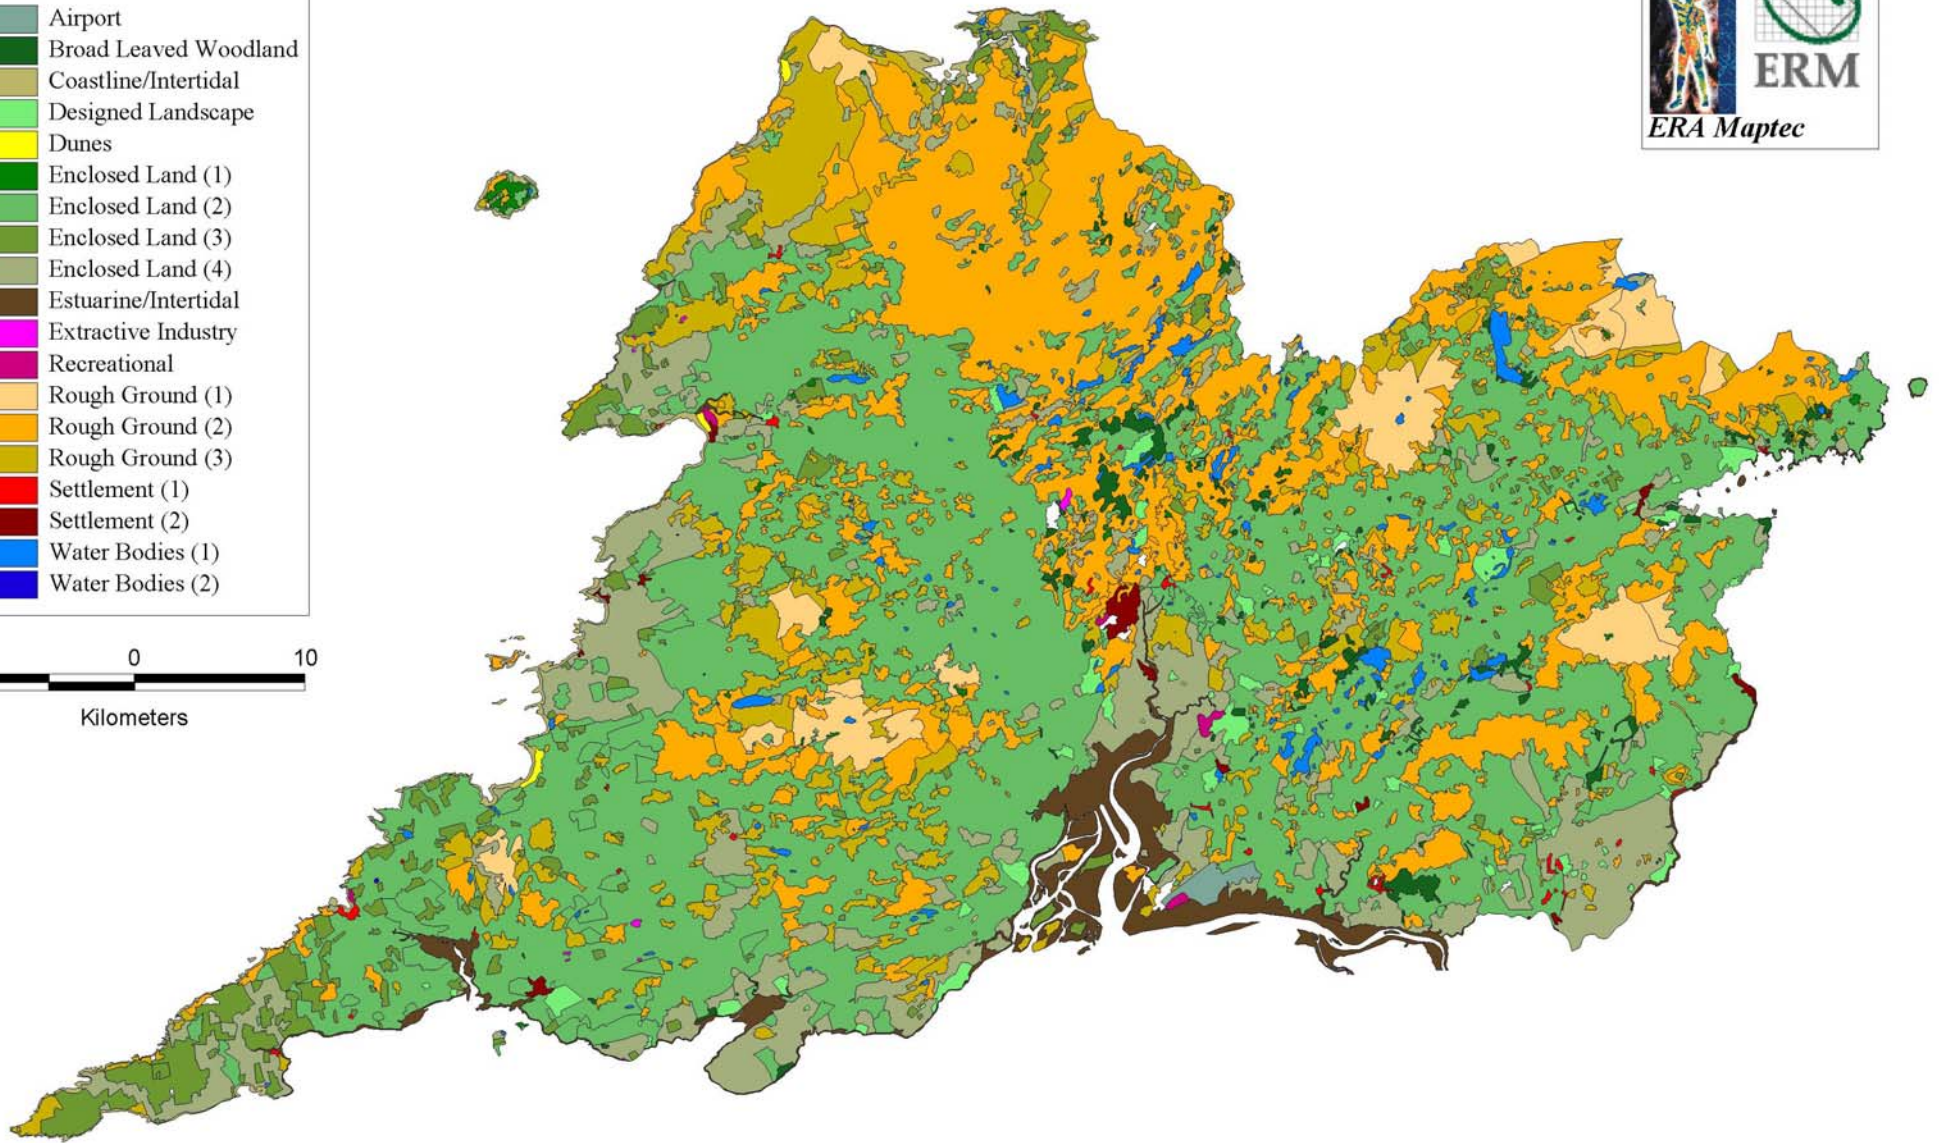 Airport
Broad Leaved Woodland
Coastline/Intertidal
Designed Landscape
Dunes
Enclosed Land (1)
Enclosed Land (2)
Enclosed Land (3)
Enclosed Land (4)
Estuarine/Intertidal
Extractive Industry
Recreational
Rough Ground (1)
Rough Ground (2)
Rough Ground (3)
Settlement (1)
Settlement (2)
Water Bodies (1)
Water Bodies (2)
0 10
Kilometers
ERM
ERA Maptec